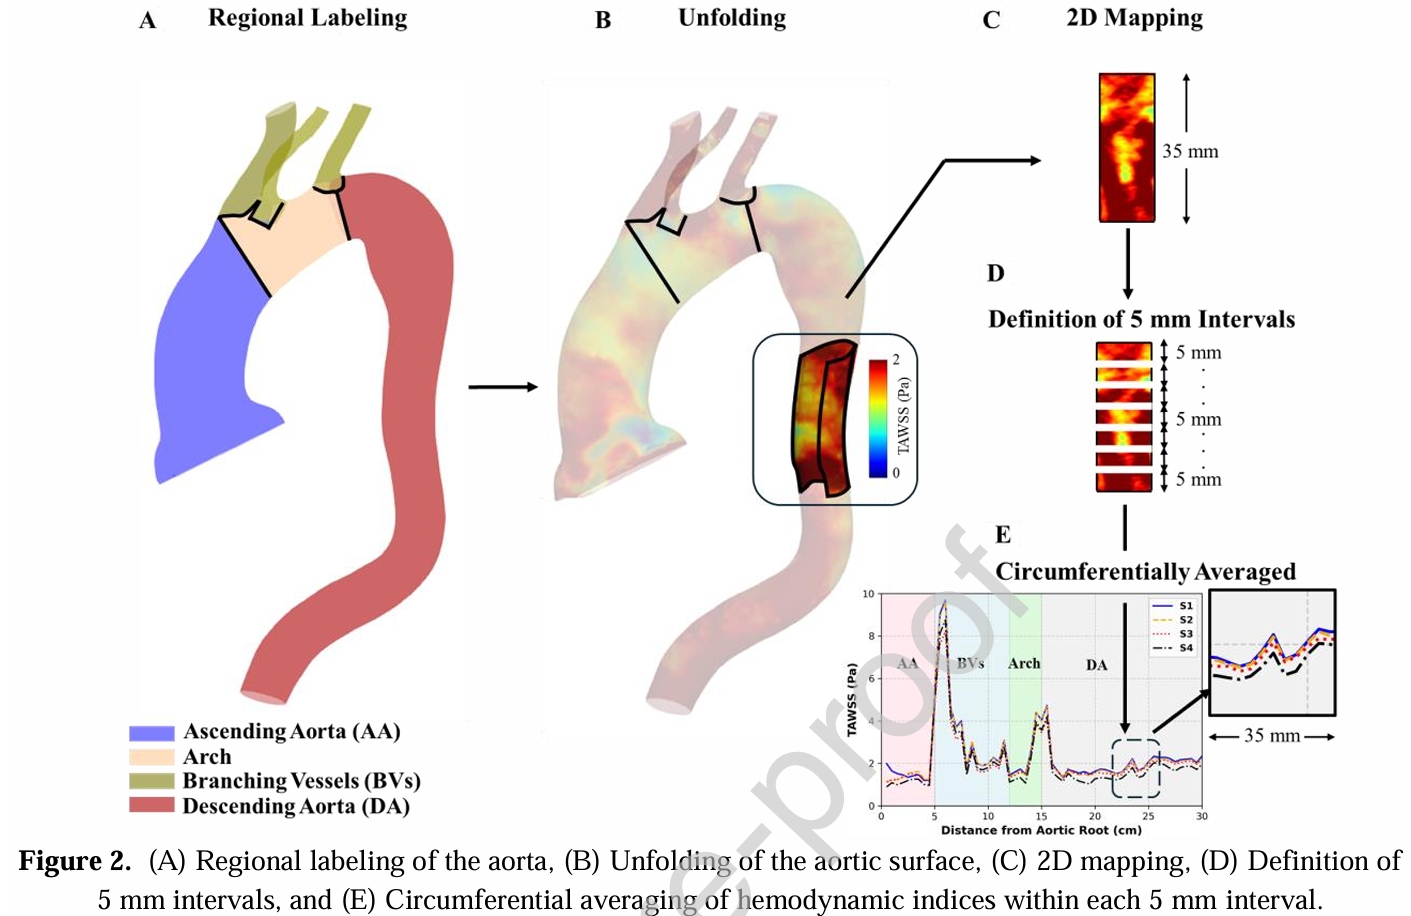 A Regional Labeling
B Unfolding
C 2D Mapping
35 mm
D
Definition of 5 mm Intervals
5 mm
5 mm
5 mm
2
TAWSS (Pa)
0
E
Circumferentially Averaged
10
8
6
4
2
0
TAWSS (Pa)
AA
BVs
Arch
DA
S1
S2
S3
S4
0 5 10 15 20 25 30
Distance from Aortic Root (cm)
35 mm
Ascending Aorta (AA)
Arch
Branching Vessels (BVs)
Descending Aorta (DA)
e-proof
Figure 2. (A) Regional labeling of the aorta, (B) Unfolding of the aortic surface, (C) 2D mapping, (D) Definition of
5 mm intervals, and (E) Circumferential averaging of hemodynamic indices within each 5 mm interval.